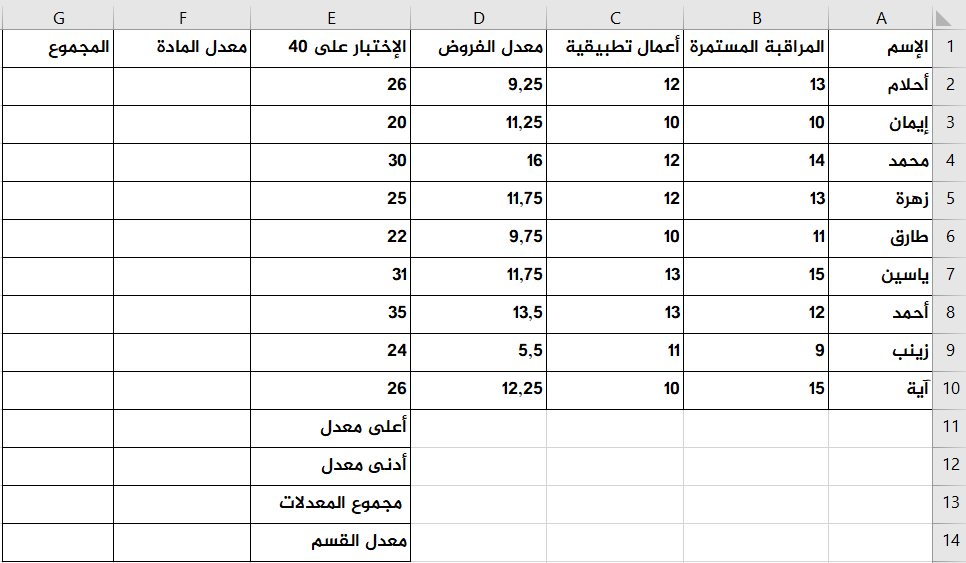 A B C D E F G
1 الإسم المراقبة المستمرة أعمال تطبيقية معدل الفروض الإختبار على 40 معدل المادة المجموع
2 أحلام 13 12 9,25 26
3 إيمان 10 10 11,25 20
4 محمد 14 12 16 30
5 زهرة 13 12 11,75 25
6 طارق 11 10 9,75 22
7 ياسين 15 13 11,75 31
8 أحمد 12 13 13,5 35
9 زينب 9 11 5,5 24
10 آية 15 10 12,25 26
11 أعلى معدل
12 أدنى معدل
13 مجموع المعدلات
14 معدل القسم